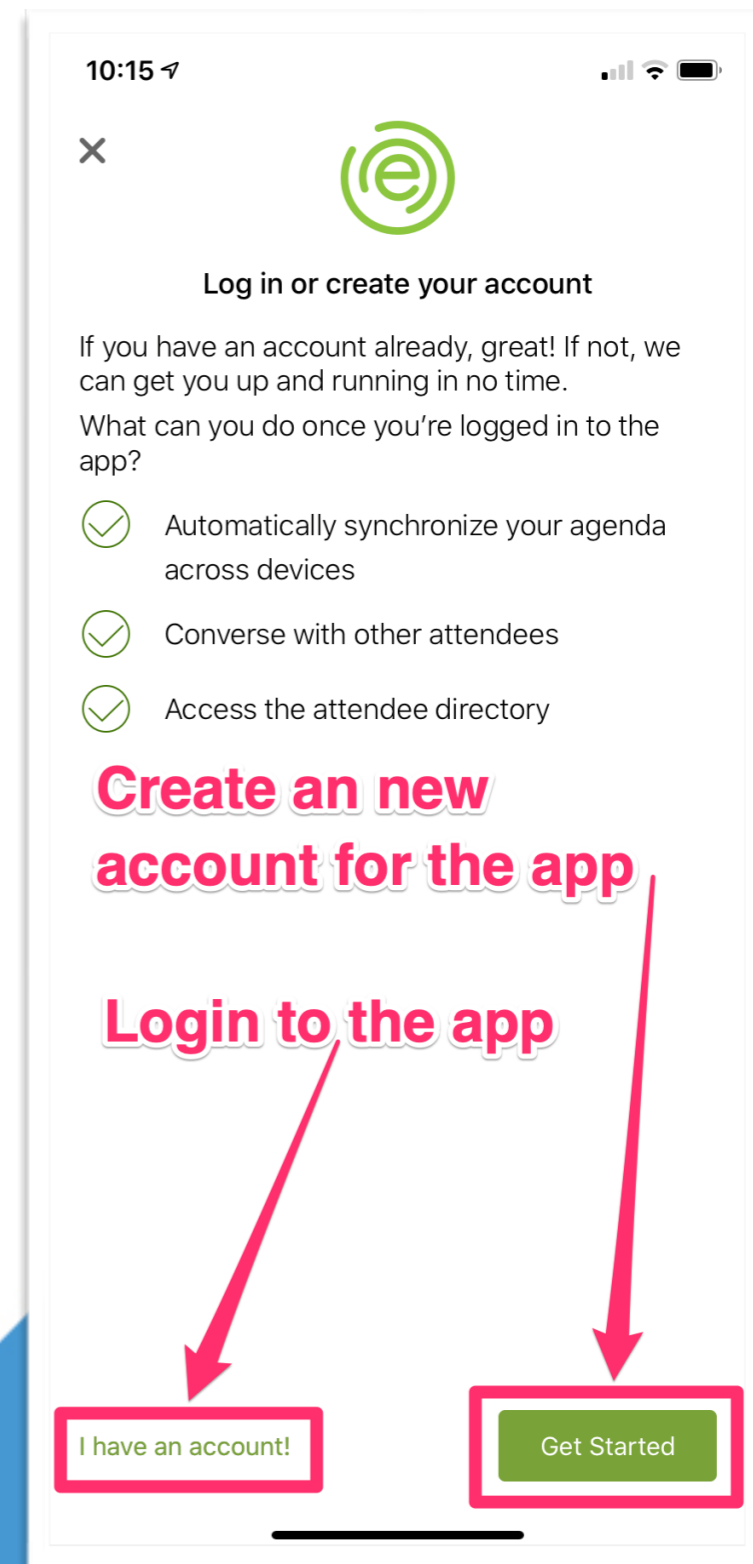 10:15
e
Log in or create your account
If you have an account already, great! If not, we
can get you up and running in no time.
What can you do once you’re logged in to the
app?
Automatically synchronize your agenda
across devices
Converse with other attendees
Access the attendee directory
Create an new
account for the app
Login to the app
I have an account!
Get Started